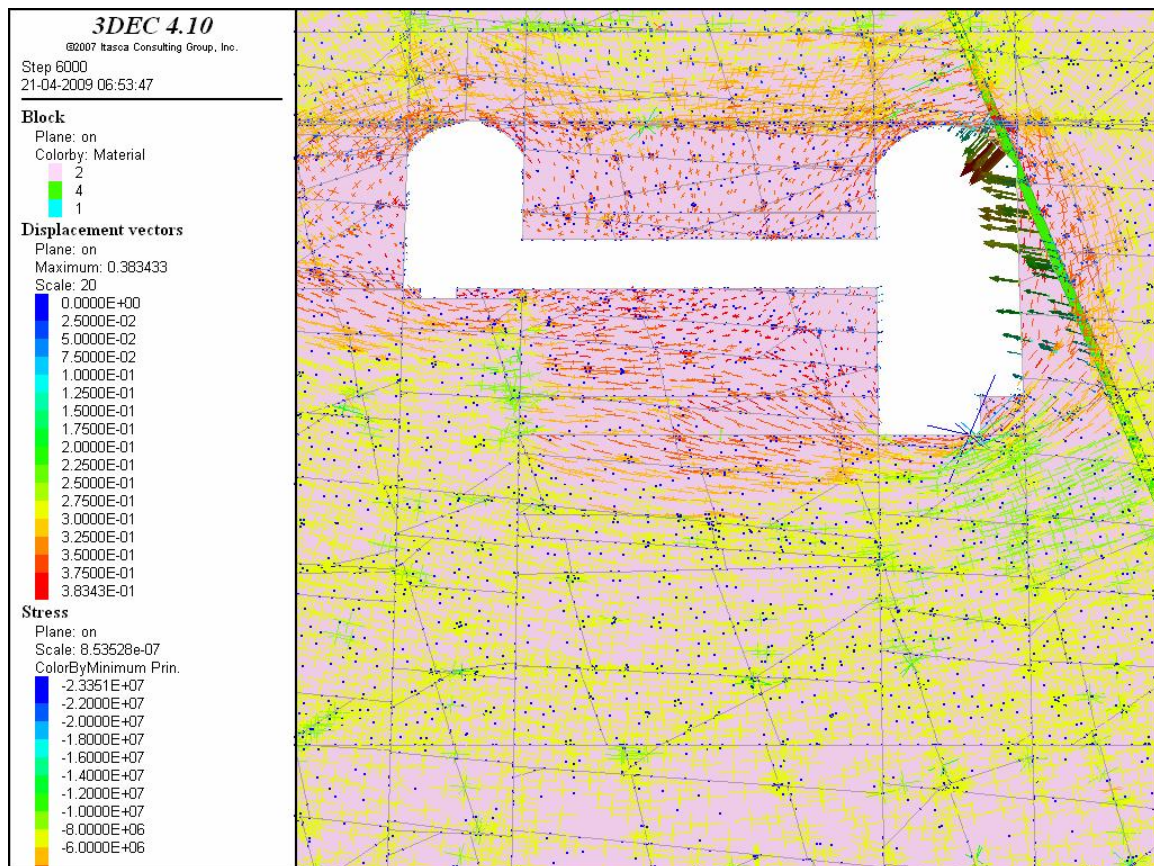 3DEC 4.10
©2007 Itasca Consulting Group, Inc.
Step 6000
21-04-2009 06:53:47
Block
Plane: on
Colorby: Material
2
4
1
Displacement vectors
Plane: on
Maximum: 0.383433
Scale: 20
0.0000E+00
2.5000E-02
5.0000E-02
7.5000E-02
1.0000E-01
1.2500E-01
1.5000E-01
1.7500E-01
2.0000E-01
2.2500E-01
2.5000E-01
2.7500E-01
3.0000E-01
3.2500E-01
3.5000E-01
3.7500E-01
3.8343E-01
Stress
Plane: on
Scale: 8.53528e-07
ColorByMinimum Prin.
-2.3351E+07
-2.2000E+07
-2.0000E+07
-1.8000E+07
-1.6000E+07
-1.4000E+07
-1.2000E+07
-1.0000E+07
-8.0000E+06
-6.0000E+06